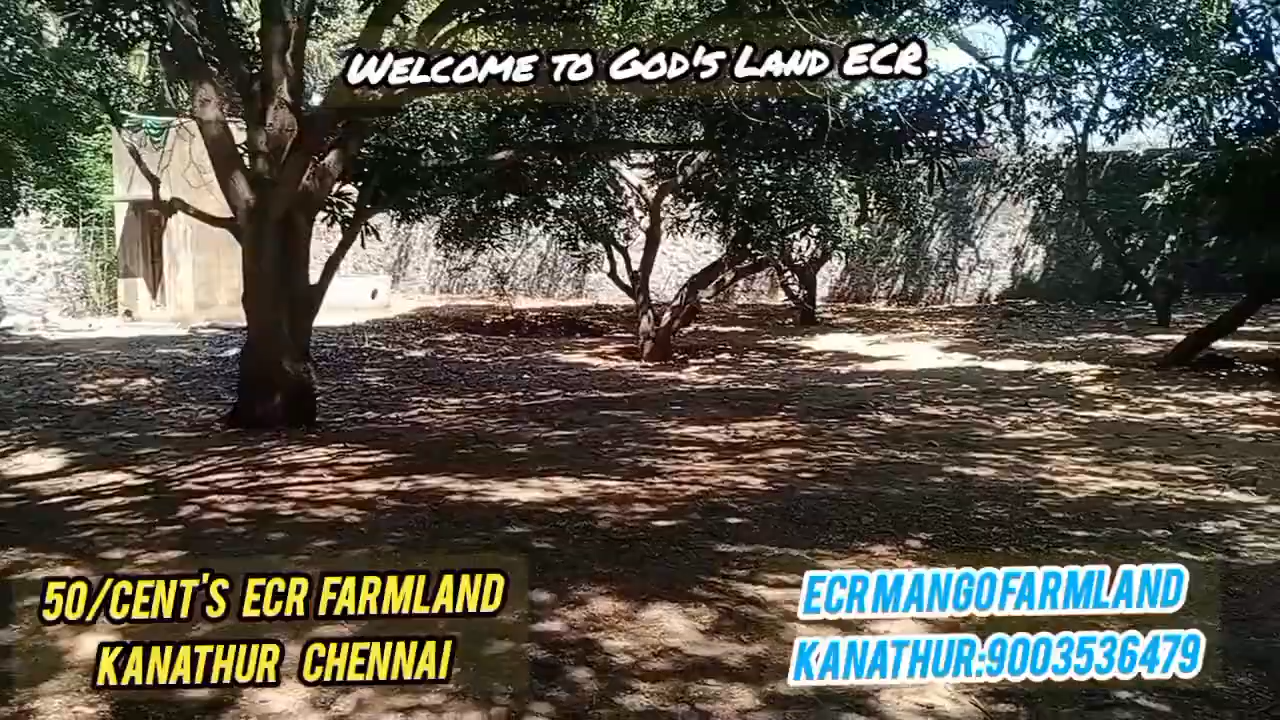 Welcome to God's Land ECR
50/CENT'S ECR FARMLAND
KANATHUR CHENNAI
ECRMANGOFARMLAND
KANATHUR:9003536479